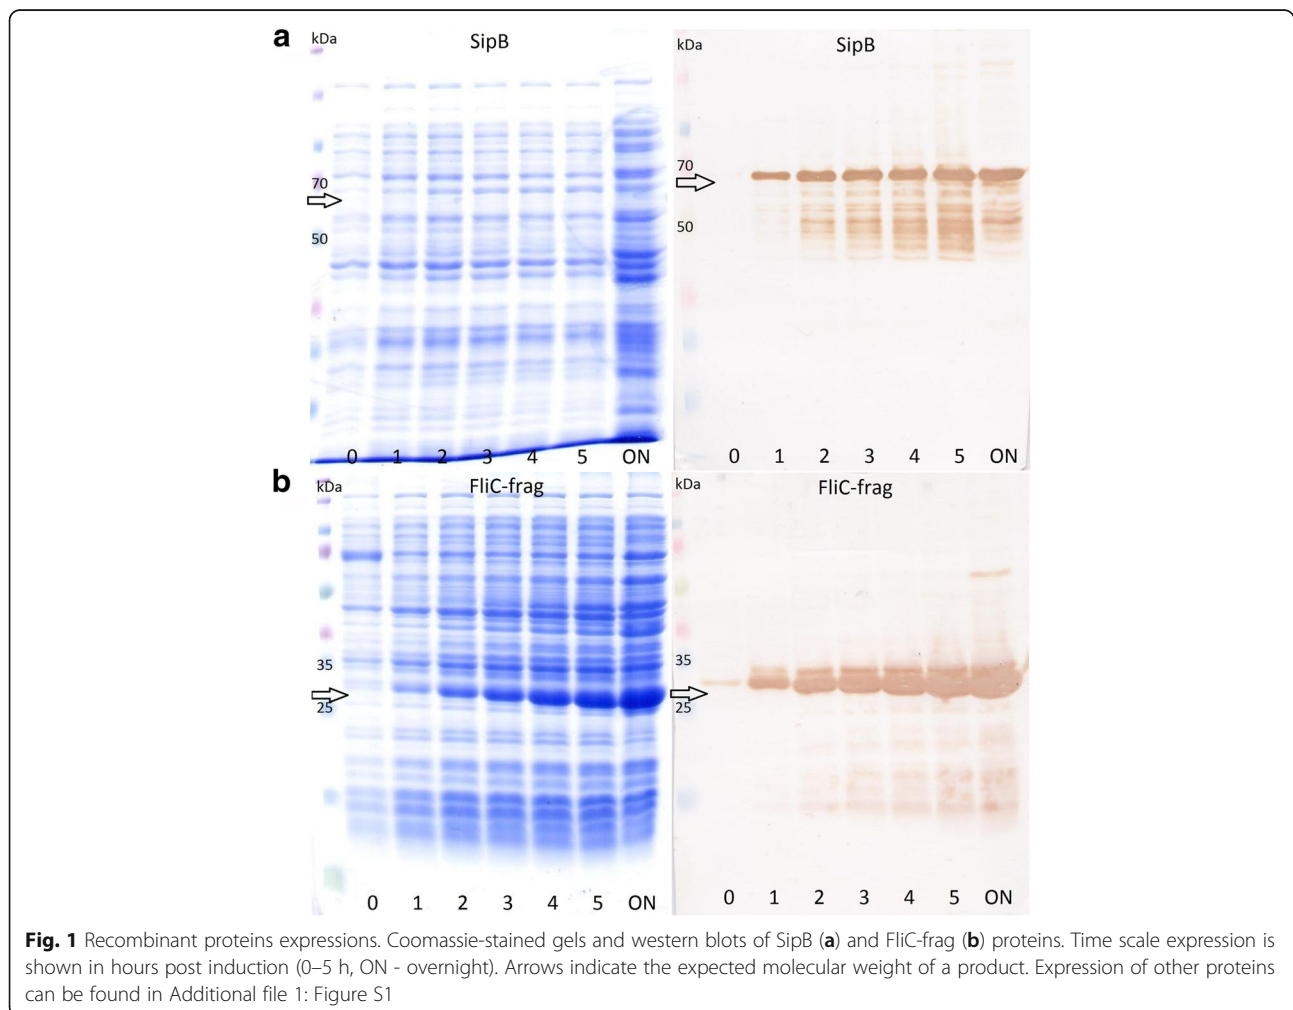 a
kDa
SipB
70
50
0 1 2 3 4 5 ON
kDa
SipB
70
50
0 1 2 3 4 5 ON
b
kDa
FliC-frag
35
25
0 1 2 3 4 5 ON
kDa
FliC-frag
35
25
0 1 2 3 4 5 ON
Fig. 1 Recombinant proteins expressions. Coomassie-stained gels and western blots of SipB (a) and FliC-frag (b) proteins. Time scale expression is
shown in hours post induction (0–5 h, ON - overnight). Arrows indicate the expected molecular weight of a product. Expression of other proteins
can be found in Additional file 1: Figure S1